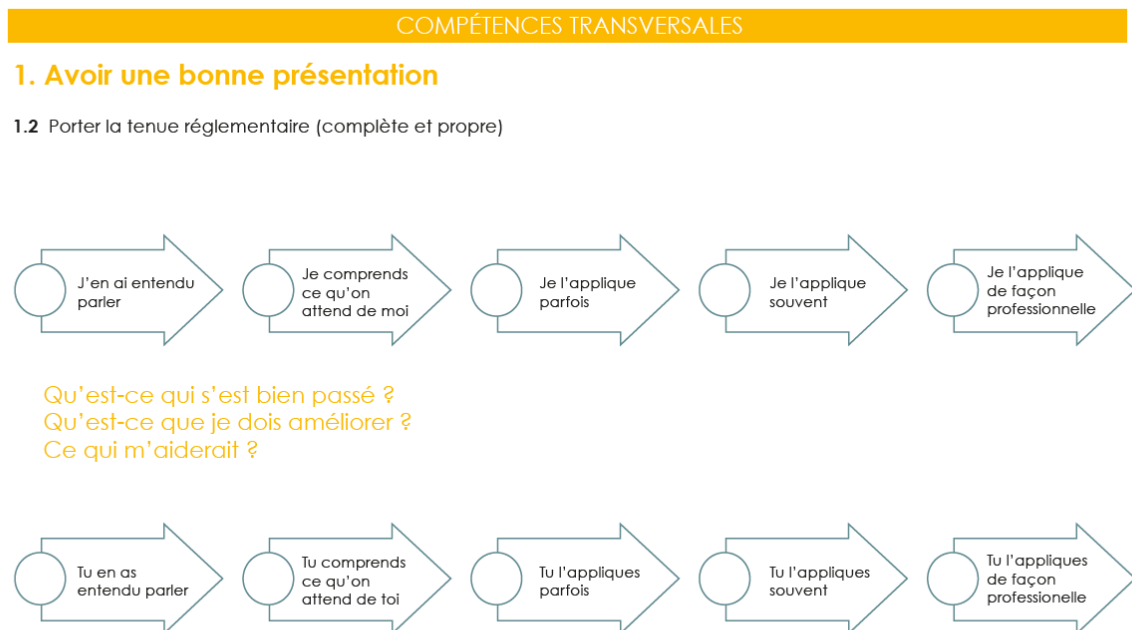 COMPÉTENCES TRANSVERSALES
1. Avoir une bonne présentation
1.2 Porter la tenue réglementaire (complète et propre)
J'en ai entendu
parler
Je comprends
ce qu'on
attend de moi
Je l'applique
parfois
Je l'applique
souvent
Je l'applique
de façon
professionnelle
Qu'est-ce qui s'est bien passé ?
Qu'est-ce que je dois améliorer ?
Ce qui m'aiderait ?
Tu en as
entendu parler
Tu comprends
ce qu'on
attend de toi
Tu l'appliques
parfois
Tu l'appliques
souvent
Tu l'appliques
de façon
professionelle